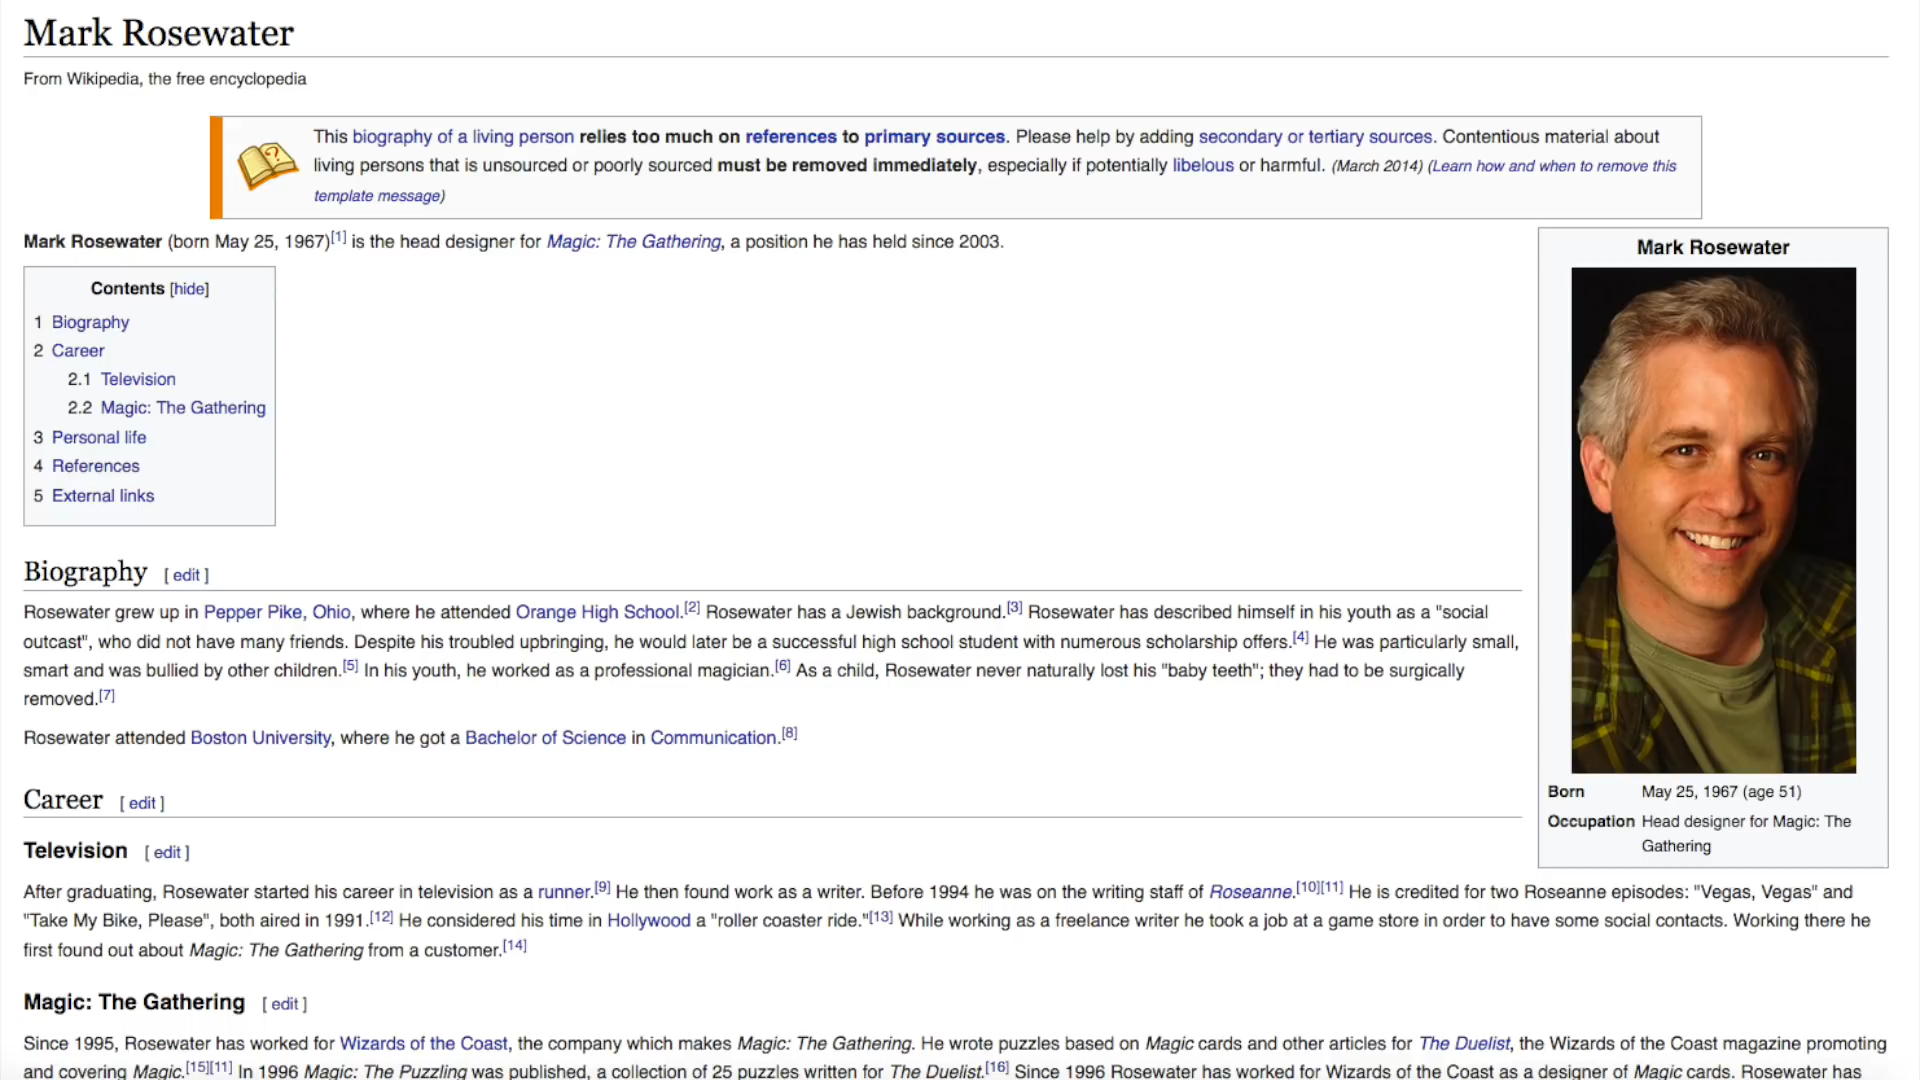 Mark Rosewater
From Wikipedia, the free encyclopedia
This biography of a living person relies too much on references to primary sources. Please help by adding secondary or tertiary sources. Contentious material about
living persons that is unsourced or poorly sourced must be removed immediately, especially if potentially libelous or harmful. (March 2014) (Learn how and when to remove this
template message)
Mark Rosewater (born May 25, 1967)[1] is the head designer for Magic: The Gathering, a position he has held since 2003.
Contents [hide]
1 Biography
2 Career
2.1 Television
2.2 Magic: The Gathering
3 Personal life
4 References
5 External links
Mark Rosewater
Born May 25, 1967 (age 51)
Occupation Head designer for Magic: The
Gathering
Biography [ edit ]
Rosewater grew up in Pepper Pike, Ohio, where he attended Orange High School.[2] Rosewater has a Jewish background.[3] Rosewater has described himself in his youth as a "social
outcast", who did not have many friends. Despite his troubled upbringing, he would later be a successful high school student with numerous scholarship offers.[4] He was particularly small,
smart and was bullied by other children.[5] In his youth, he worked as a professional magician.[6] As a child, Rosewater never naturally lost his "baby teeth"; they had to be surgically
removed.[7]
Rosewater attended Boston University, where he got a Bachelor of Science in Communication.[8]
Career [ edit ]
Television [ edit ]
After graduating, Rosewater started his career in television as a runner.[9] He then found work as a writer. Before 1994 he was on the writing staff of Roseanne.[10][11] He is credited for two Roseanne episodes: "Vegas, Vegas" and
"Take My Bike, Please", both aired in 1991.[12] He considered his time in Hollywood a "roller coaster ride."[13] While working as a freelance writer he took a job at a game store in order to have some social contacts. Working there he
first found out about Magic: The Gathering from a customer.[14]
Magic: The Gathering [ edit ]
Since 1995, Rosewater has worked for Wizards of the Coast, the company which makes Magic: The Gathering. He wrote puzzles based on Magic cards and other articles for The Duelist, the Wizards of the Coast magazine promoting
and covering Magic.[15][11] In 1996 Magic: The Puzzling was published, a collection of 25 puzzles written for The Duelist.[16] Since 1996 Rosewater has worked for Wizards of the Coast as a designer of Magic cards. Rosewater has